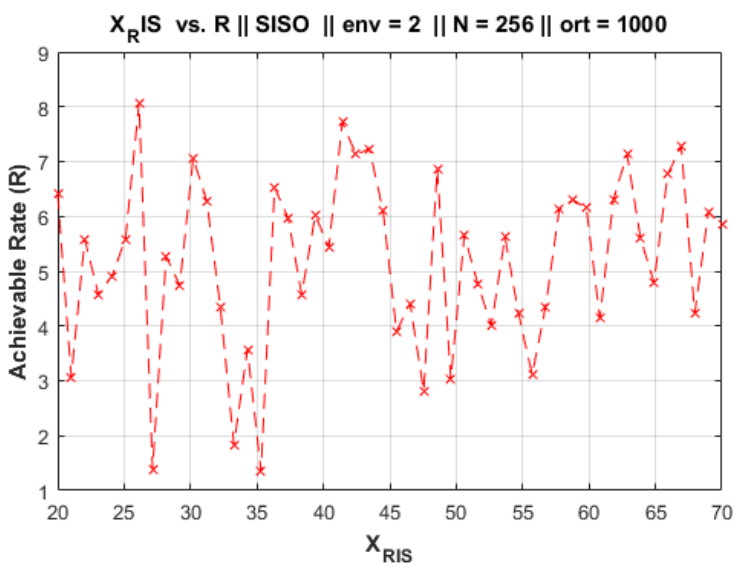 X_RIS vs. R || SISO || env = 2 || N = 256 || ort = 1000
9
8
7
6
5
4
3
2
1
Achievable Rate (R)
20 25 30 35 40 45 50 55 60 65 70
X_RIS